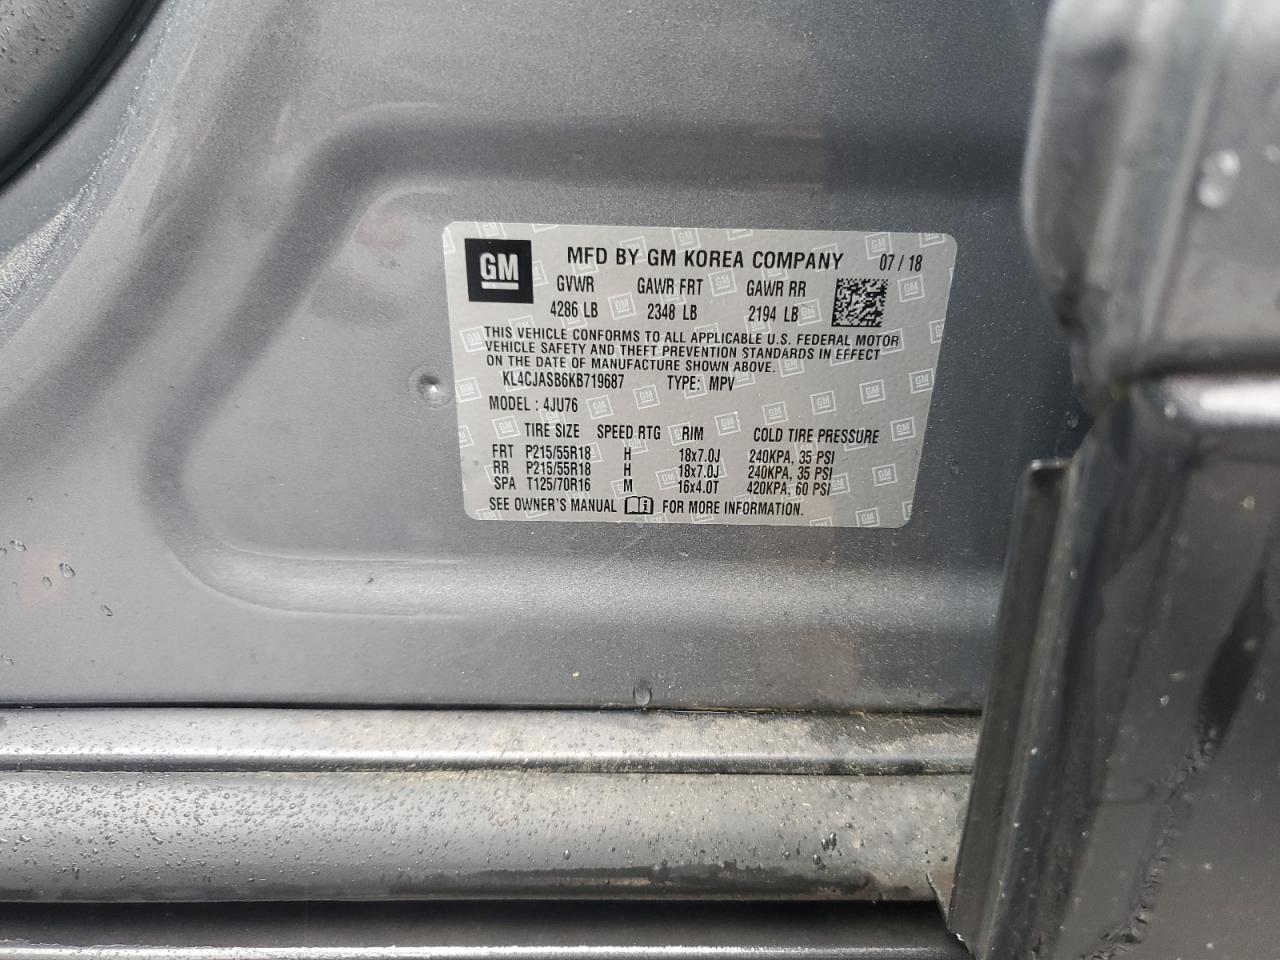 GM MFD BY GM KOREA COMPANY 07 / 18
GVWR GAWR FRT GAWR RR
4286 LB 2348 LB 2194 LB
THIS VEHICLE CONFORMS TO ALL APPLICABLE U.S. FEDERAL MOTOR
VEHICLE SAFETY AND THEFT PREVENTION STANDARDS IN EFFECT
ON THE DATE OF MANUFACTURE SHOWN ABOVE.
KL4CJASB6KB719687 TYPE: MPV
MODEL : 4JU76
TIRE SIZE SPEED RTG RIM COLD TIRE PRESSURE
FRT P215/55R18 H 18x7.0J 240KPA, 35 PSI
RR P215/55R18 H 18x7.0J 240KPA, 35 PSI
SPA T125/70R16 M 16x4.0T 420KPA, 60 PSI
SEE OWNER'S MANUAL FOR MORE INFORMATION.